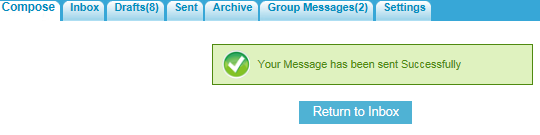 Compose Inbox Drafts(8) Sent Archive Group Messages(2) Settings
Your Message has been sent Successfully
Return to Inbox